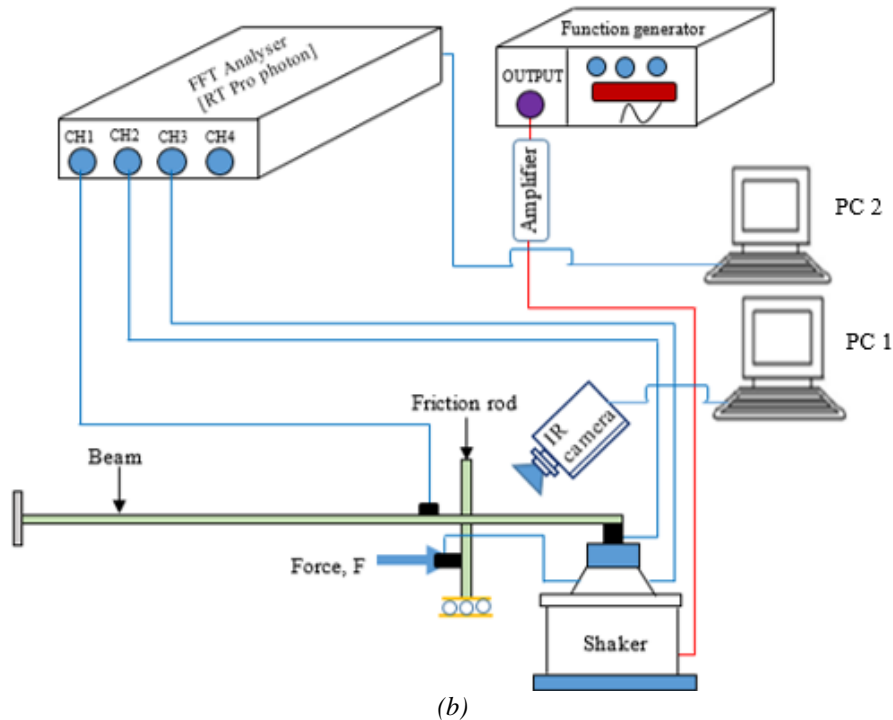 Function generator
FFT Analyser
[RT Pro photon]
OUTPUT
CH1 CH2 CH3 CH4
Amplifier
PC 2
PC 1
Friction rod
IR
camera
Beam
Force, F
Shaker
(b)